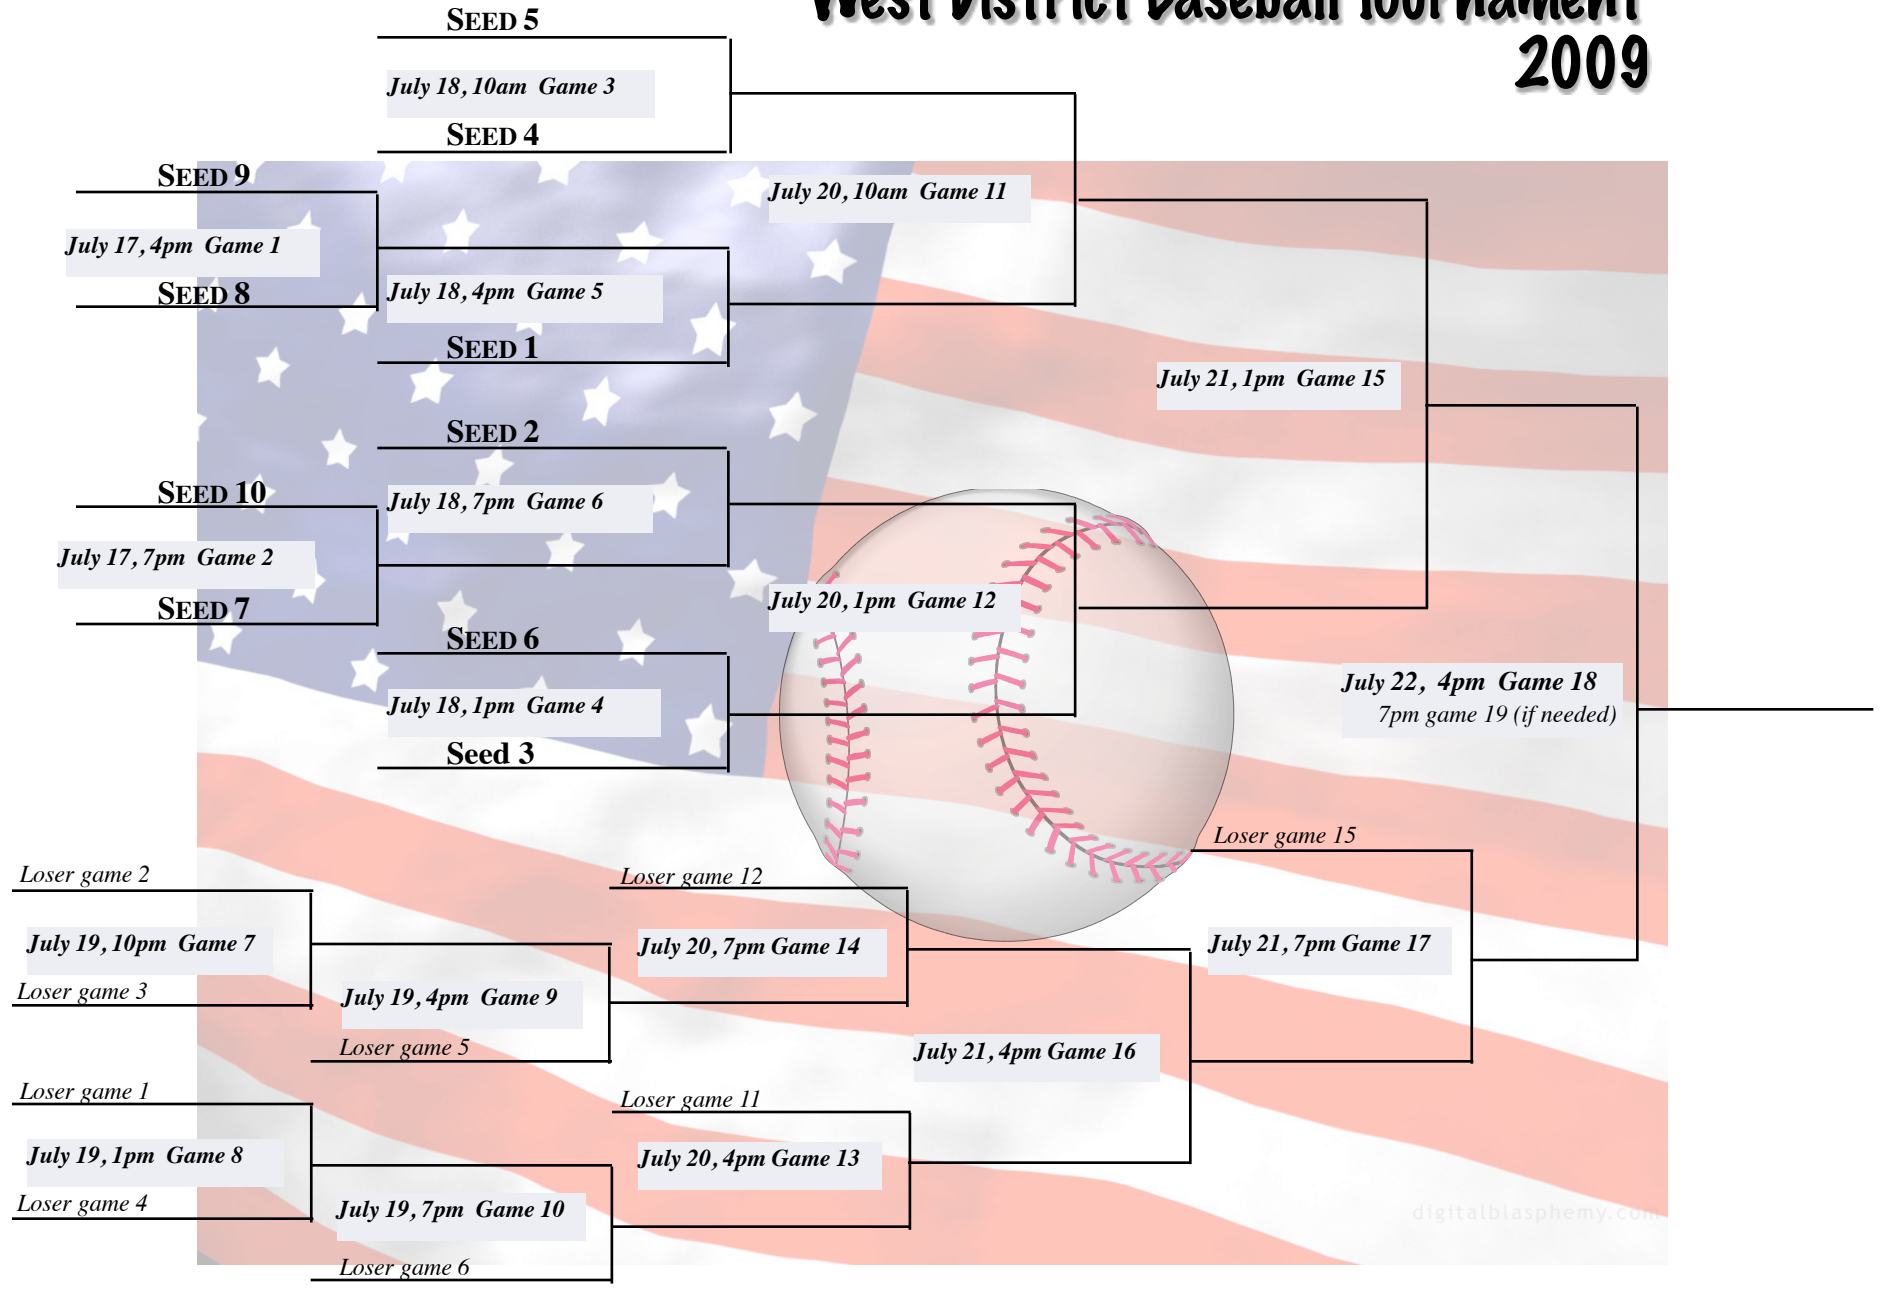 West District Baseball Tournament
2009
SEED 5
July 18, 10am Game 3
SEED 4
SEED 9
July 20, 10am Game 11
July 17, 4pm Game 1
SEED 8
July 18, 4pm Game 5
SEED 1
July 21, 1pm Game 15
SEED 2
SEED 10
July 18, 7pm Game 6
July 17, 7pm Game 2
SEED 7
July 20, 1pm Game 12
SEED 6
July 18, 1pm Game 4
Seed 3
July 22, 4pm Game 18
7pm game 19 (if needed)
Loser game 15
Loser game 2
Loser game 12
July 19, 10pm Game 7
July 20, 7pm Game 14
July 21, 7pm Game 17
Loser game 3
July 19, 4pm Game 9
Loser game 5
July 21, 4pm Game 16
Loser game 1
Loser game 11
July 19, 1pm Game 8
July 20, 4pm Game 13
Loser game 4
July 19, 7pm Game 10
Loser game 6
digitalblasphemy.com